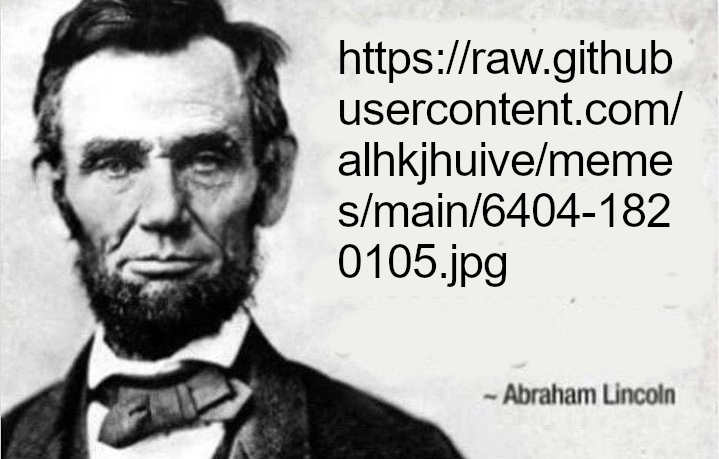 https://raw.github
usercontent.com/
alhkjhuive/meme
s/main/6404-182
0105.jpg
~ Abraham Lincoln